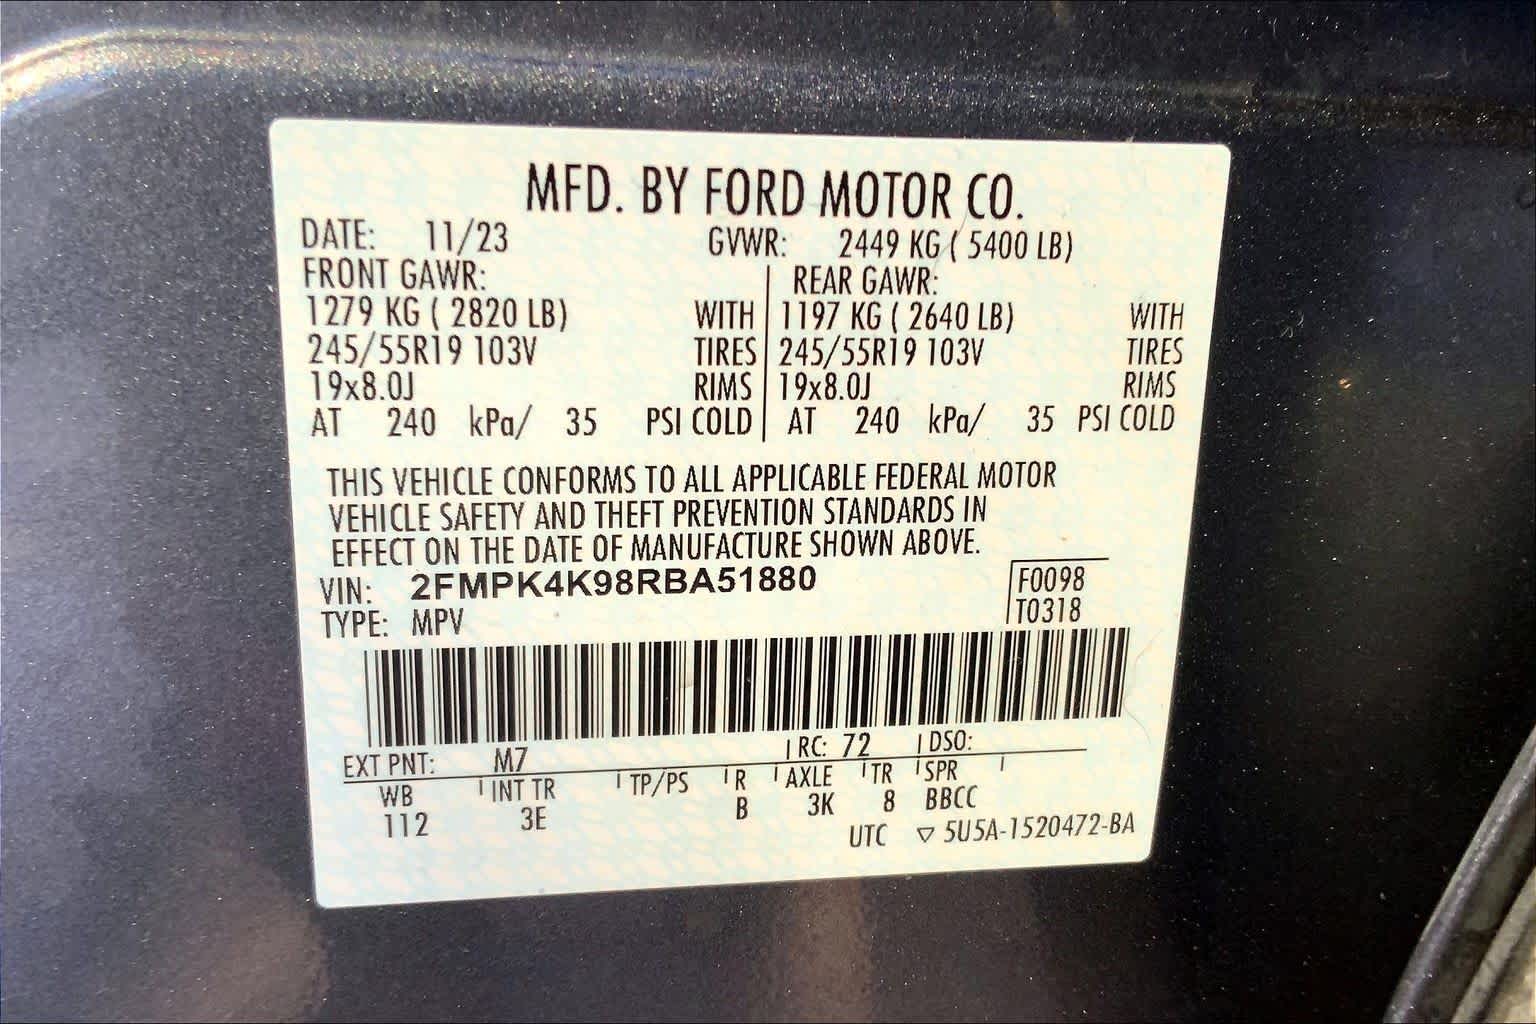 MFD. BY FORD MOTOR CO.
DATE: 11/23 GVWR: 2449 KG ( 5400 LB)
FRONT GAWR: REAR GAWR:
1279 KG ( 2820 LB) WITH 1197 KG ( 2640 LB) WITH
245/55R19 103V TIRES 245/55R19 103V TIRES
19x8.0J RIMS 19x8.0J RIMS
AT 240 kPa/ 35 PSI COLD AT 240 kPa/ 35 PSI COLD
THIS VEHICLE CONFORMS TO ALL APPLICABLE FEDERAL MOTOR
VEHICLE SAFETY AND THEFT PREVENTION STANDARDS IN
EFFECT ON THE DATE OF MANUFACTURE SHOWN ABOVE.
VIN: 2FMPK4K98RBA51880 F0098
TYPE: MPV T0318
EXT PNT: M7 RC: 72 DSO:
WB INT TR TP/PS R AXLE TR SPR
112 3E B 3K 8 BBCC
UTC ▽ 5U5A-1520472-BA